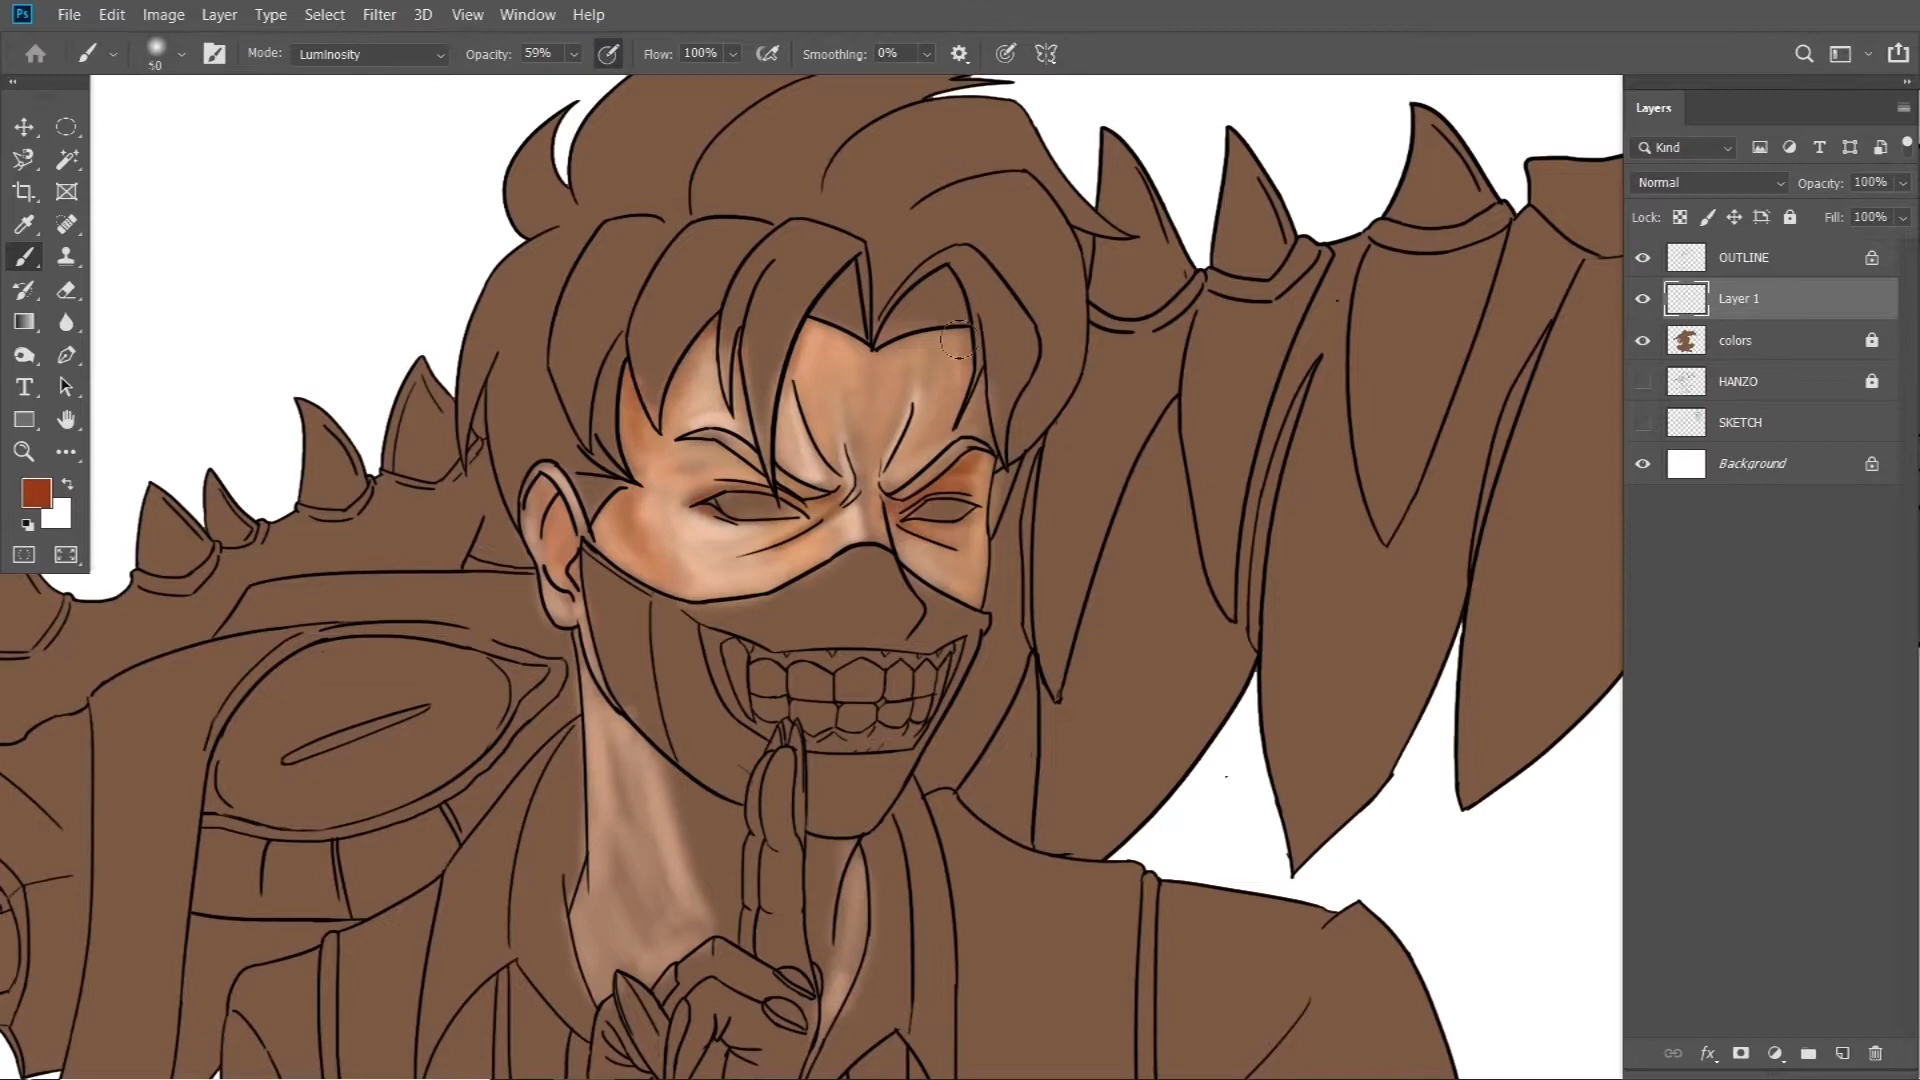 Ps File Edit Image Layer Type Select Filter 3D View Window Help
50 Mode: Luminosity Opacity: 59% Flow: 100% Smoothing: 0%
Layers
Kind
Normal Opacity: 100%
Lock: Fill: 100%
OUTLINE
Layer 1
colors
HANZO
SKETCH
Background
fx